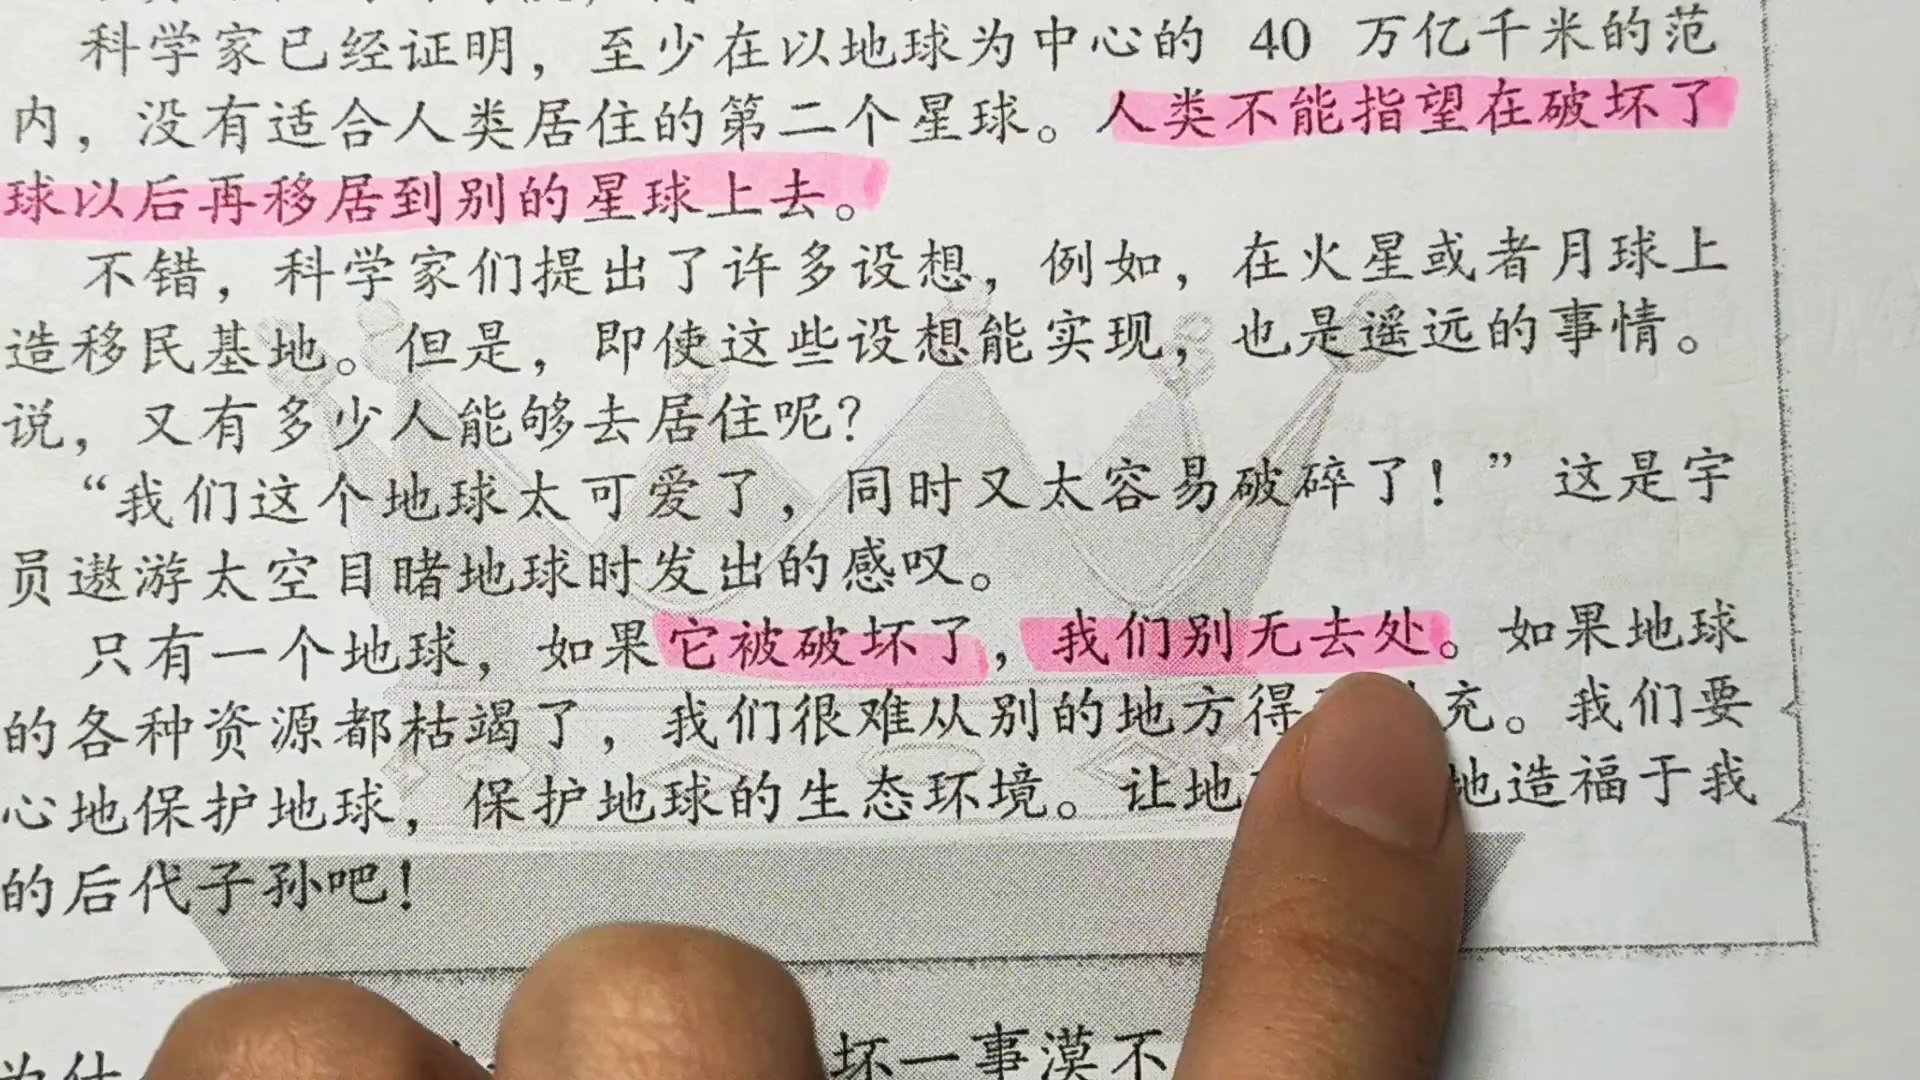 科学家已经证明，至少在以地球为中心的 40 万亿千米的范
内，没有适合人类居住的第二个星球。人类不能指望在破坏了
球以后再移居到别的星球上去。
不错，科学家们提出了许多设想，例如，在火星或者月球上
造移民基地。但是，即使这些设想能实现，也是遥远的事情。
说，又有多少人能够去居住呢？
“我们这个地球太可爱了，同时又太容易破碎了！”这是宇
员遨游太空目睹地球时发出的感叹。
只有一个地球，如果它被破坏了，我们别无去处。如果地球
的各种资源都枯竭了，我们很难从别的地方得 充。我们要
心地保护地球，保护地球的生态环境。让地 地造福于我
的后代子孙吧！
坏一事漠不